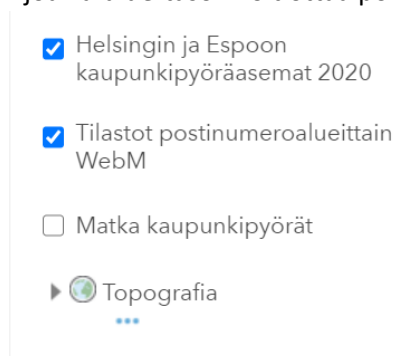 Helsingin ja Espoon
kaupunkipyöräasemat 2020
Tilastot postinumeroalueittain
WebM
Matka kaupunkipyörät
Topografia